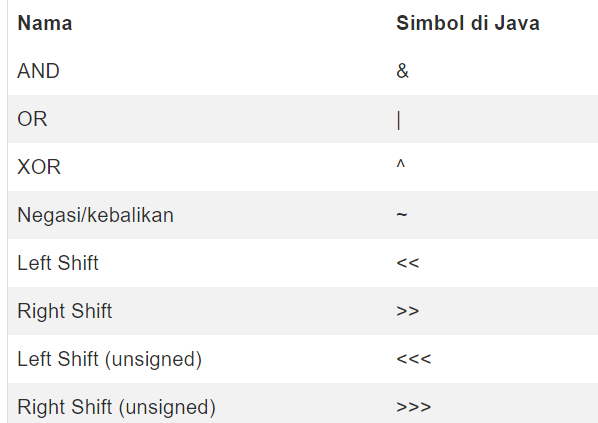 Nama Simbol di Java
AND &
OR |
XOR ^
Negasi/kebalikan ~
Left Shift <<
Right Shift >>
Left Shift (unsigned) <<<
Right Shift (unsigned) >>>